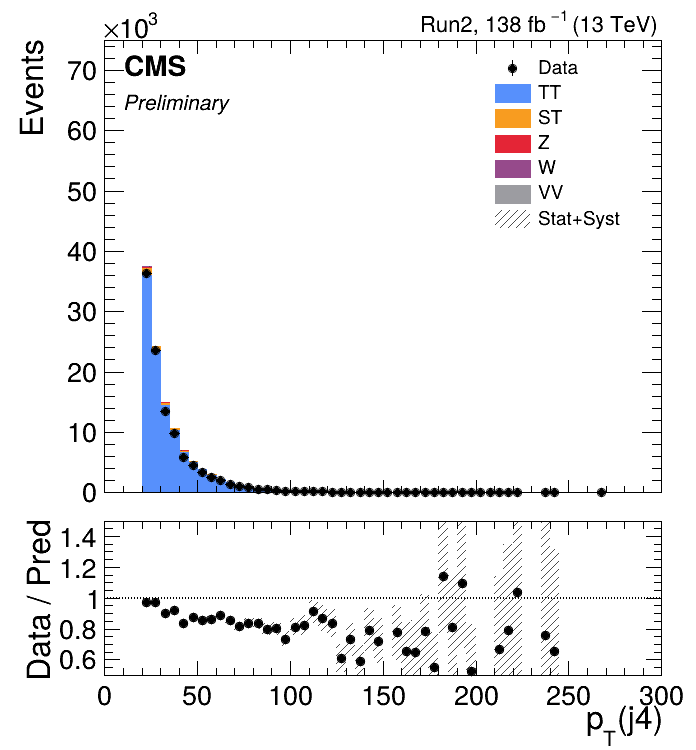 ×10³
Run2, 138 fb⁻¹ (13 TeV)
Events
CMS
Preliminary
Data
TT
ST
Z
W
VV
Stat+Syst
70
60
50
40
30
20
10
0
Data / Pred
1.4
1.2
1
0.8
0.6
0 50 100 150 200 250 300
p_T(j4)